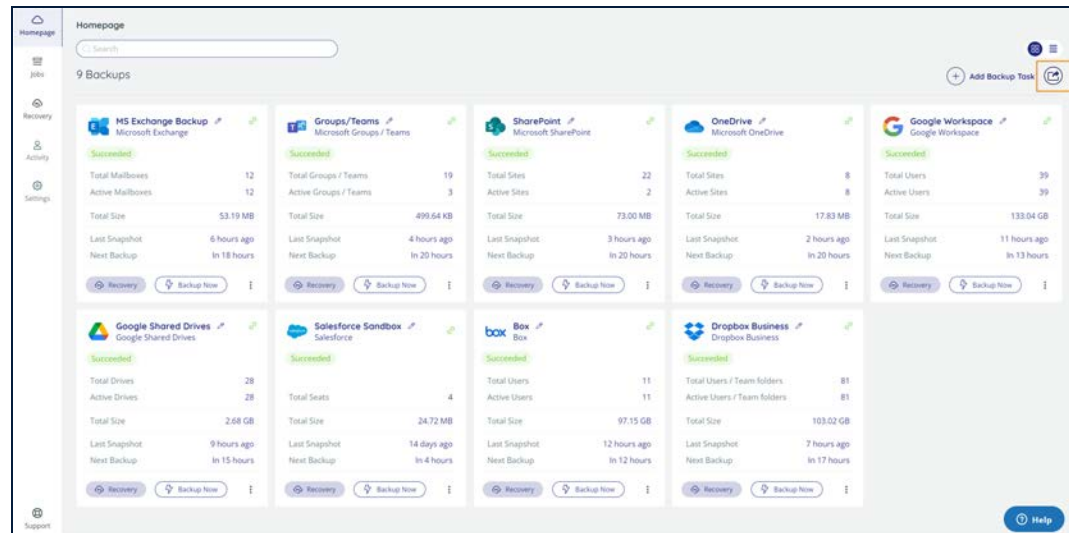 Homepage
Jobs
Recovery
Activity
Settings
Support
Homepage
Search
9 Backups
Add Backup Task
MS Exchange Backup
Microsoft Exchange
Succeeded
Total Mailboxes 12
Active Mailboxes 12
Total Size 53.19 MB
Last Snapshot 6 hours ago
Next Backup In 18 hours
Recovery Backup Now
Groups/Teams
Microsoft Groups / Teams
Succeeded
Total Groups / Teams 19
Active Groups / Teams 3
Total Size 499.64 KB
Last Snapshot 4 hours ago
Next Backup In 20 hours
Recovery Backup Now
SharePoint
Microsoft SharePoint
Succeeded
Total Sites 22
Active Sites 2
Total Size 73.00 MB
Last Snapshot 3 hours ago
Next Backup In 20 hours
Recovery Backup Now
OneDrive
Microsoft OneDrive
Succeeded
Total Sites 8
Active Sites 8
Total Size 17.83 MB
Last Snapshot 2 hours ago
Next Backup In 20 hours
Recovery Backup Now
Google Workspace
Google Workspace
Succeeded
Total Users 39
Active Users 39
Total Size 133.04 GB
Last Snapshot 11 hours ago
Next Backup In 13 hours
Recovery Backup Now
Google Shared Drives
Google Shared Drives
Succeeded
Total Drives 28
Active Drives 28
Total Size 2.68 GB
Last Snapshot 9 hours ago
Next Backup In 15 hours
Recovery Backup Now
Salesforce Sandbox
Salesforce
Succeeded
Total Seats 4
Total Size 24.72 MB
Last Snapshot 14 days ago
Next Backup In 4 hours
Recovery Backup Now
box
Box
Box
Succeeded
Total Users 11
Active Users 11
Total Size 97.15 GB
Last Snapshot 12 hours ago
Next Backup In 12 hours
Recovery Backup Now
Dropbox Business
Dropbox Business
Succeeded
Total Users / Team folders 81
Active Users / Team folders 81
Total Size 103.02 GB
Last Snapshot 7 hours ago
Next Backup In 17 hours
Recovery Backup Now
Help